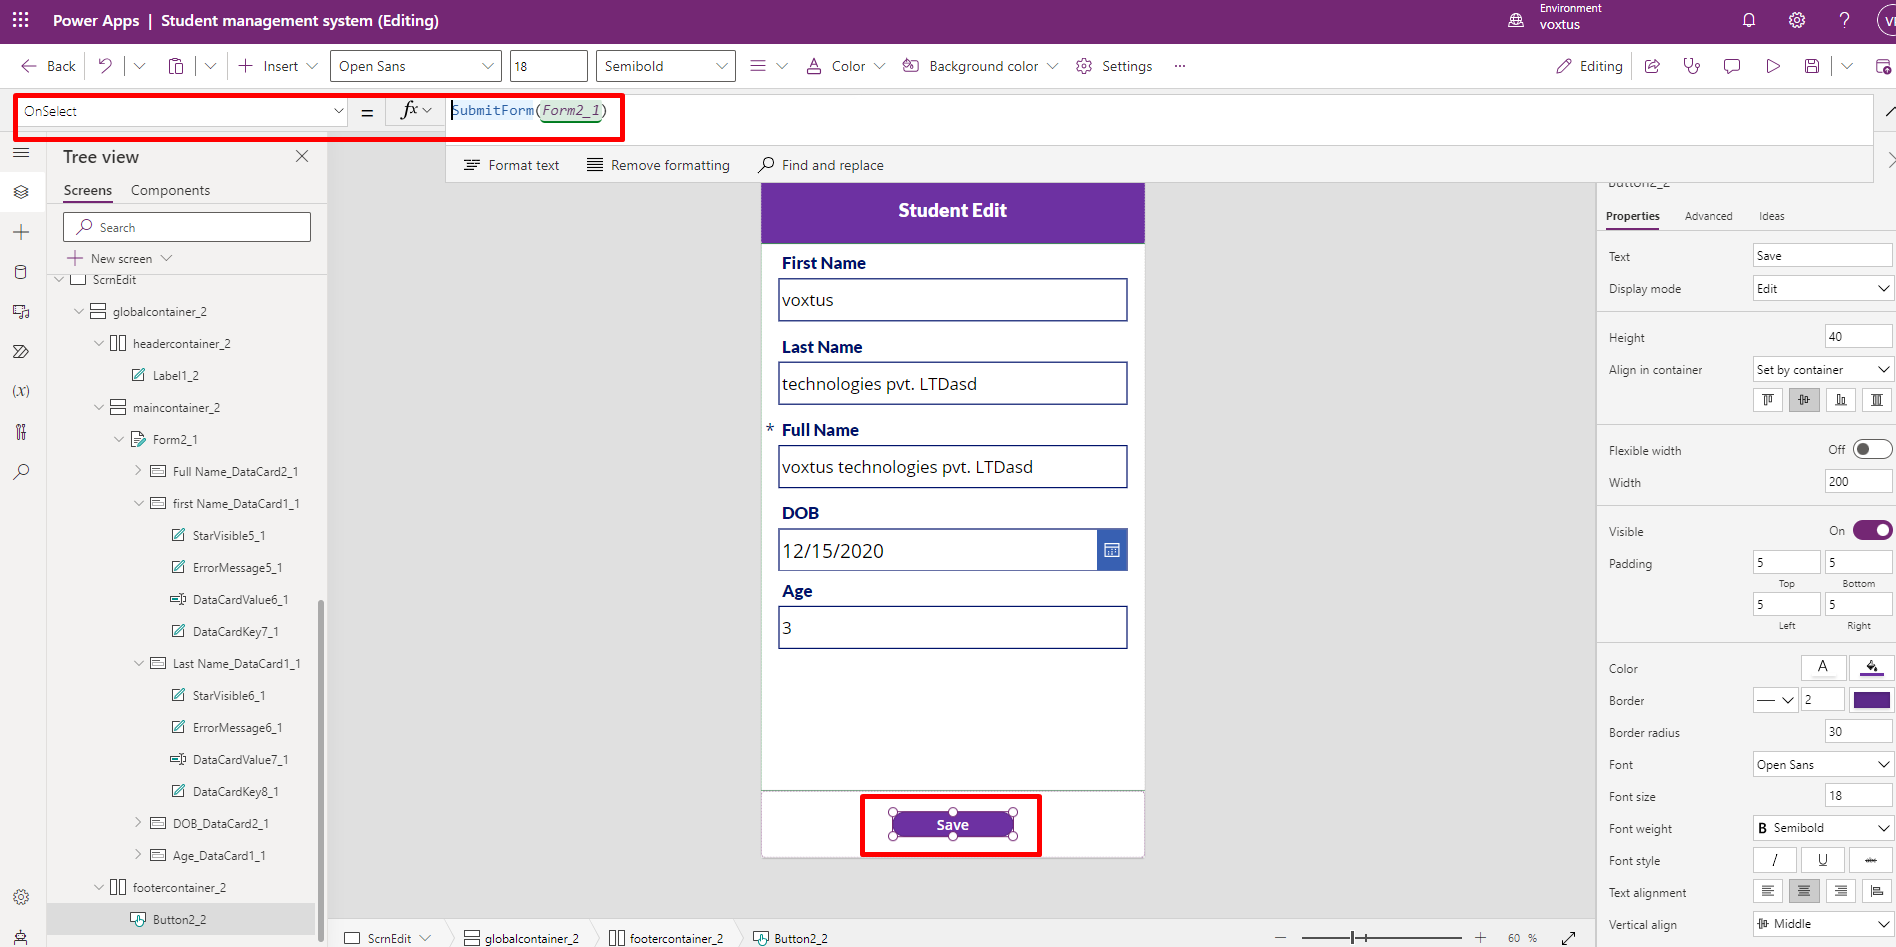 Power Apps | Student management system (Editing)
Environment
voxtus
Back
Insert
Open Sans
18
Semibold
Color
Background color
Settings
Editing
OnSelect
= fx
SubmitForm(Form2_1)
Format text
Remove formatting
Find and replace
Tree view
Screens
Components
Search
New screen
ScrnEdit
globalcontainer_2
headercontainer_2
Label1_2
maincontainer_2
Form2_1
Full Name_DataCard2_1
first Name_DataCard1_1
StarVisible5_1
ErrorMessage5_1
DataCardValue6_1
DataCardKey7_1
Last Name_DataCard1_1
StarVisible6_1
ErrorMessage6_1
DataCardValue7_1
DataCardKey8_1
DOB_DataCard2_1
Age_DataCard1_1
footercontainer_2
Button2_2
Student Edit
First Name
voxtus
Last Name
technologies pvt. LTDasd
* Full Name
voxtus technologies pvt. LTDasd
DOB
12/15/2020
Age
3
Save
ScrnEdit
globalcontainer_2
footercontainer_2
Button2_2
60 %
Button2_2
Properties
Advanced
Ideas
Text
Save
Display mode
Edit
Height
40
Align in container
Set by container
Flexible width
Off
Width
200
Visible
On
Padding
5
5
Top
Bottom
5
5
Left
Right
Color
A
Border
2
Border radius
30
Font
Open Sans
Font size
18
Font weight
B Semibold
Font style
/
U
abc
Text alignment
Vertical align
Middle